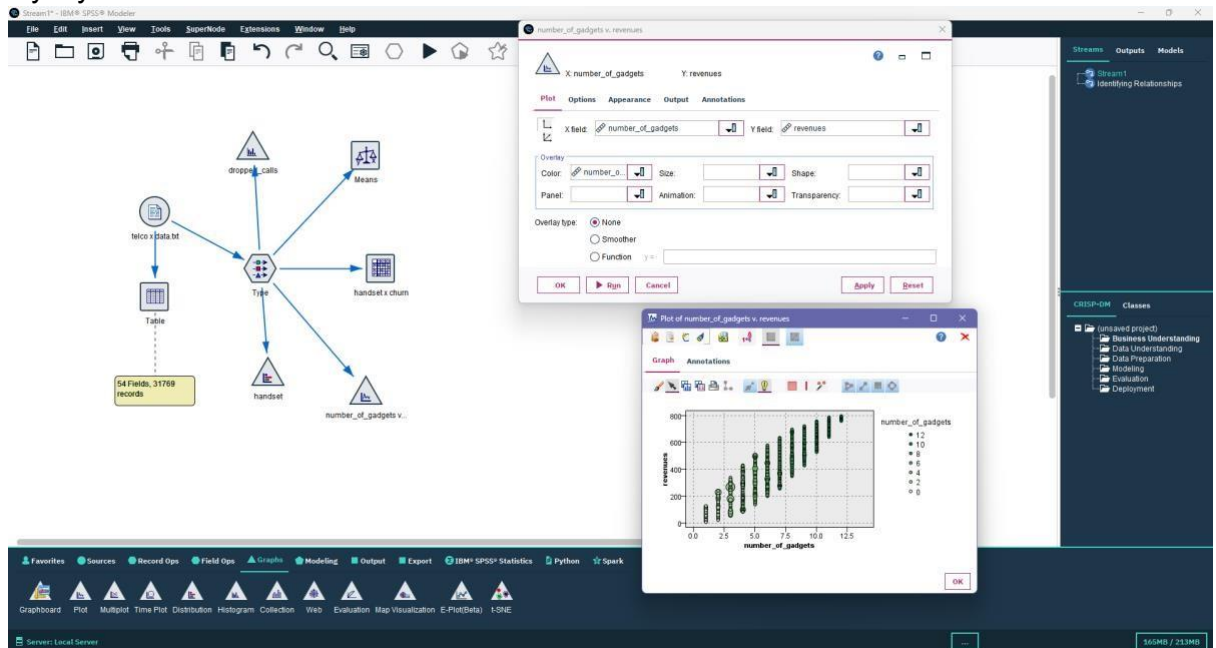 Stream1* - IBM® SPSS® Modeler
File Edit Insert View Tools SuperNode Extensions Window Help
number_of_gadgets v. revenues
X: number_of_gadgets Y: revenues
Plot Options Appearance Output Annotations
X field: number_of_gadgets Y field: revenues
Overlay
Color: number_o... Size: Shape:
Panel: Animation: Transparency:
Overlay type: None
Smoother
Function y =
OK Run Cancel Apply Reset
Streams Outputs Models
Stream1
Identifying Relationships
dropped_calls
Means
telco x data.txt
Type
handset x churn
Table
54 Fields, 31769
records
handset
number_of_gadgets v...
Plot of number_of_gadgets v. revenues
Graph Annotations
800
600
400
200
0
revenues
0.0 2.5 5.0 7.5 10.0 12.5
number_of_gadgets
number_of_gadgets
12
10
8
6
4
2
0
OK
CRISP-DM Classes
(unsaved project)
Business Understanding
Data Understanding
Data Preparation
Modeling
Evaluation
Deployment
Favorites Sources Record Ops Field Ops Graphs Modeling Output Export IBM® SPSS® Statistics Python Spark
Graphboard Plot Multiplot Time Plot Distribution Histogram Collection Web Evaluation Map Visualization E-Plot(Beta) t-SNE
Server: Local Server
...
165MB / 213MB